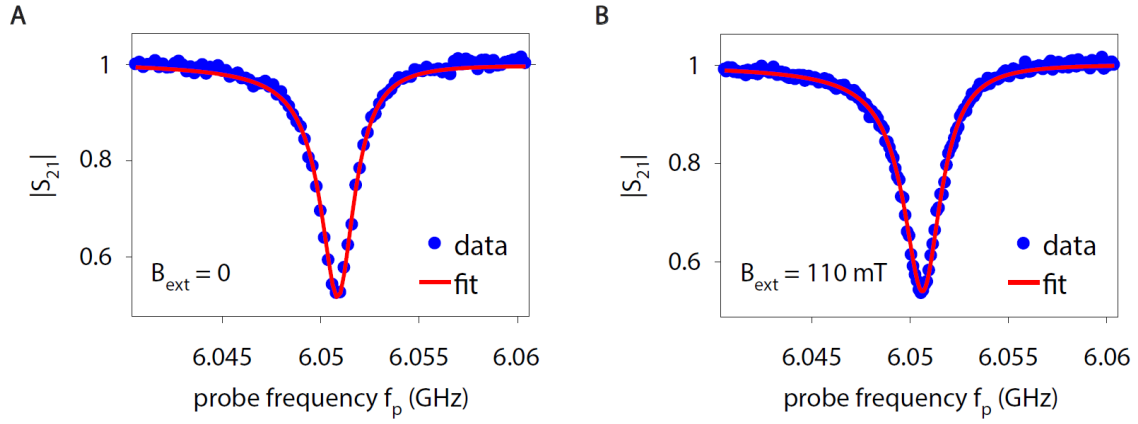 A
1
0.8
0.6
|S21|
Bext = 0
data
fit
6.045
6.05
6.055
6.06
probe frequency fp (GHz)
B
1
0.8
0.6
|S21|
Bext = 110 mT
data
fit
6.045
6.05
6.055
6.06
probe frequency fp (GHz)